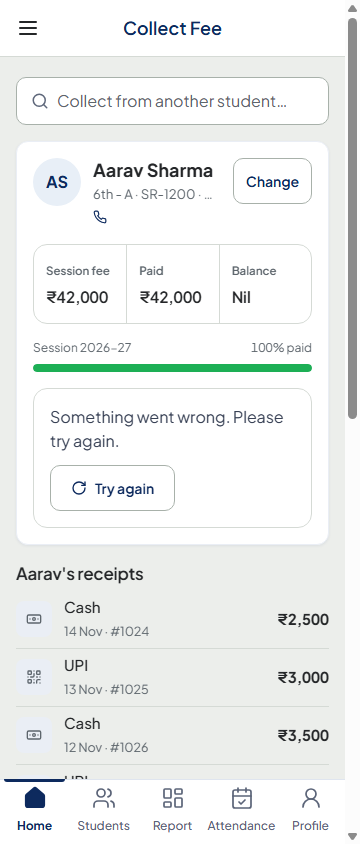 Collect Fee
Collect from another student...
AS
Aarav Sharma
6th - A · SR-1200 · ...
Change
Session fee
Paid
Balance
₹42,000
₹42,000
Nil
Session 2026–27
100% paid
Something went wrong. Please
try again.
Try again
Aarav's receipts
Cash
14 Nov · #1024
₹2,500
UPI
13 Nov · #1025
₹3,000
Cash
12 Nov · #1026
₹3,500
UPI
Home
Students
Report
Attendance
Profile